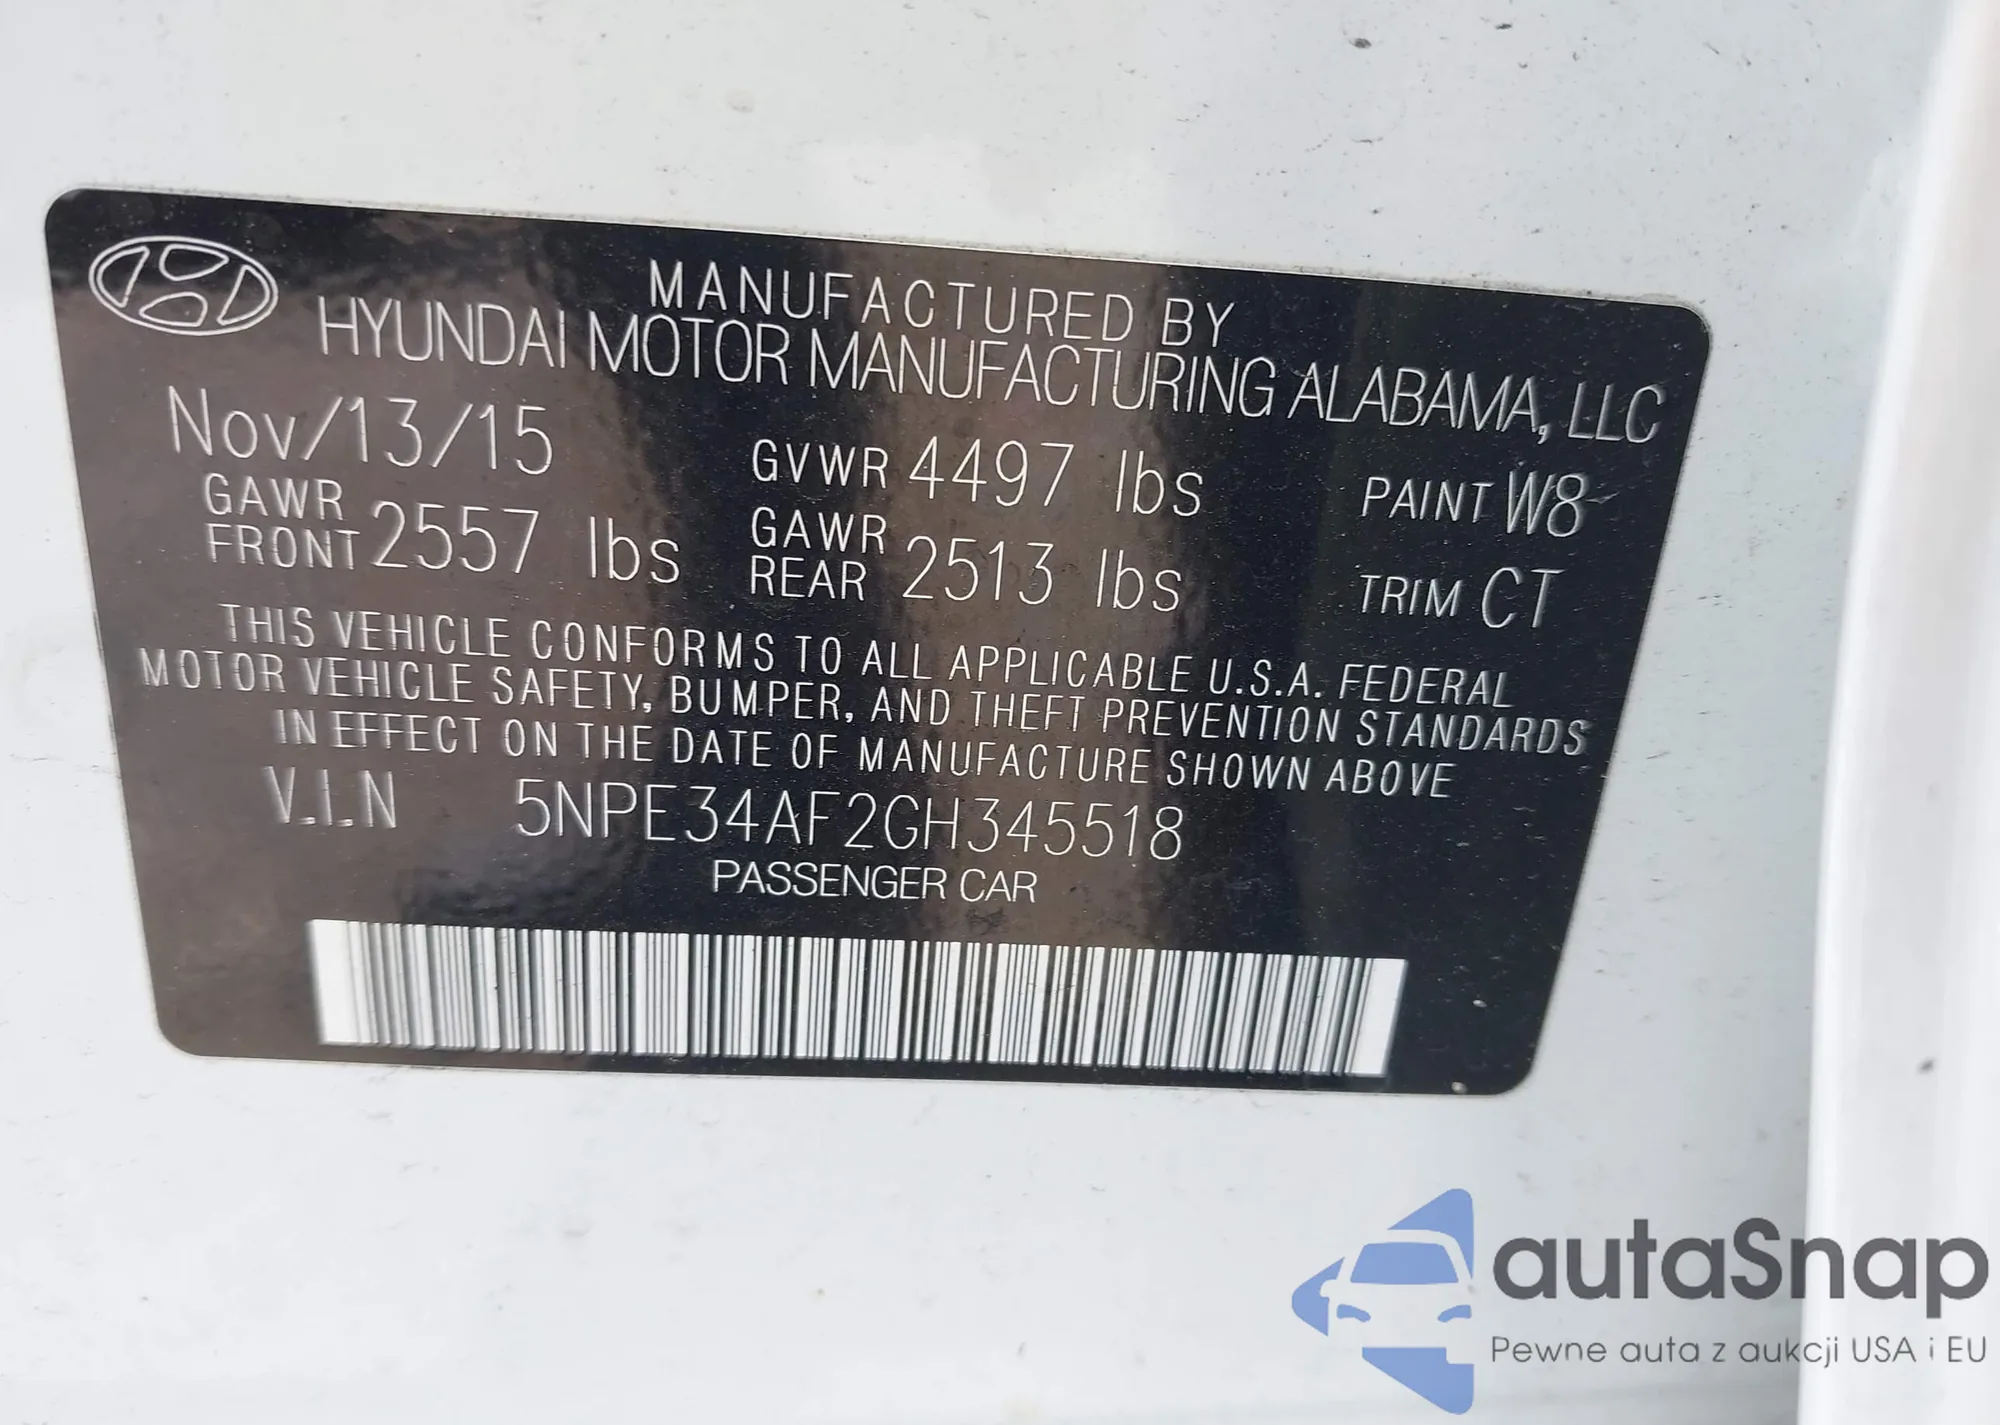 MANUFACTURED BY
HYUNDAI MOTOR MANUFACTURING ALABAMA, LLC
Nov/13/15 GVWR 4497 lbs PAINT W8
GAWR FRONT 2557 lbs GAWR REAR 2513 lbs TRIM CT
THIS VEHICLE CONFORMS TO ALL APPLICABLE U.S.A. FEDERAL
MOTOR VEHICLE SAFETY, BUMPER, AND THEFT PREVENTION STANDARDS
IN EFFECT ON THE DATE OF MANUFACTURE SHOWN ABOVE
V.I.N 5NPE34AF2GH345518
PASSENGER CAR
autaSnap
Pewne auta z aukcji USA i EU